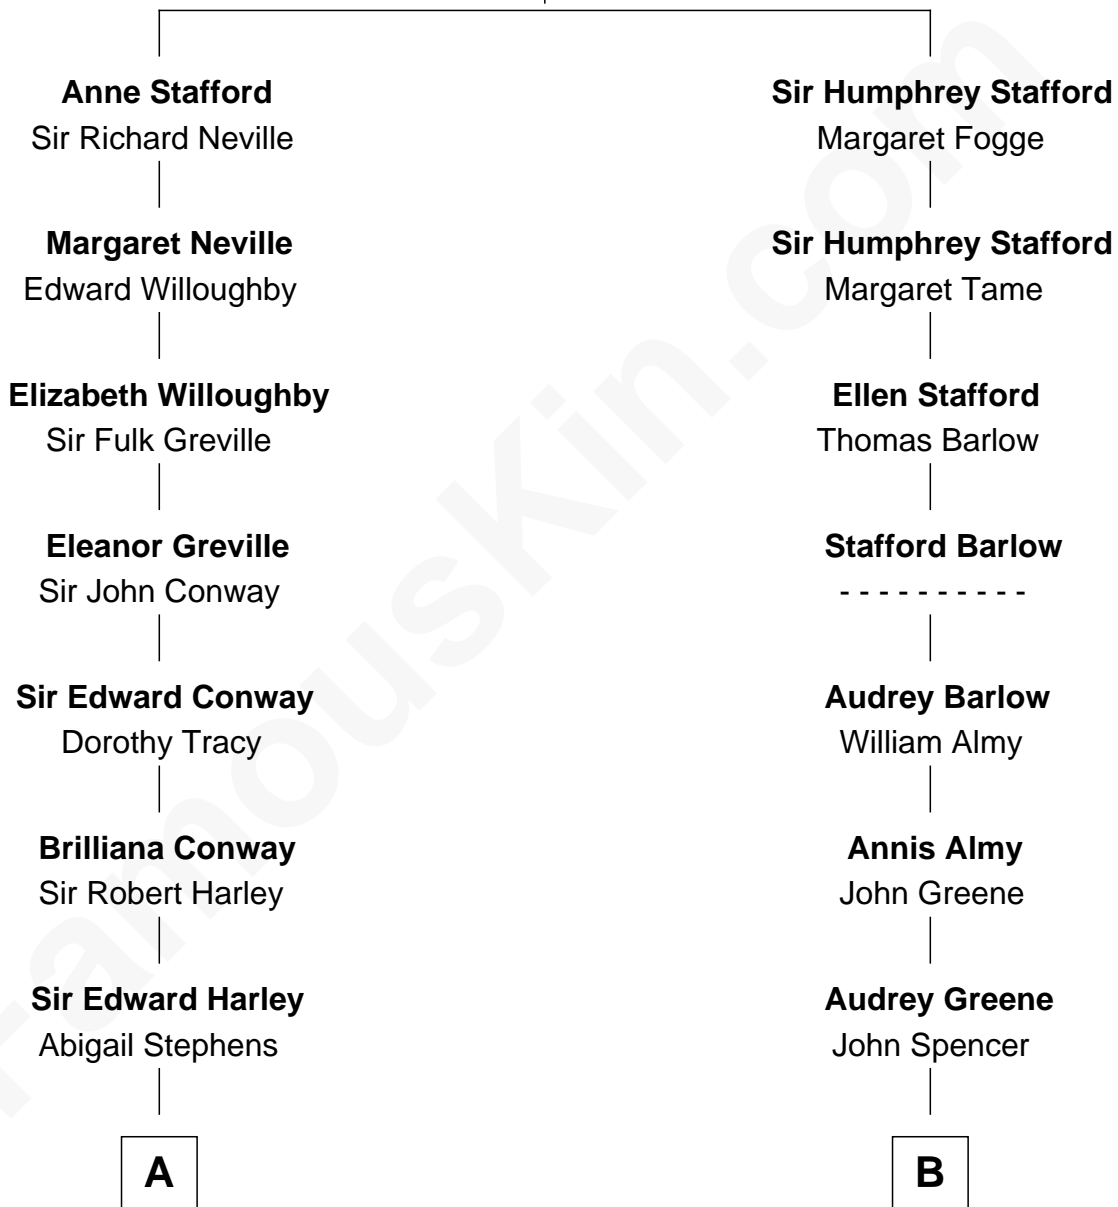 Anne Stafford
Sir Richard Neville
Margaret Neville
Edward Willoughby
Elizabeth Willoughby
Sir Fulk Greville
Eleanor Greville
Sir John Conway
Sir Edward Conway
Dorothy Tracy
Brilliana Conway
Sir Robert Harley
Sir Edward Harley
Abigail Stephens
A
Sir Humphrey Stafford
Margaret Fogge
Sir Humphrey Stafford
Margaret Tame
Ellen Stafford
Thomas Barlow
Stafford Barlow
- - - - - - - - - -
Audrey Barlow
William Almy
Annis Almy
John Greene
Audrey Greene
John Spencer
B
FamousKin.com